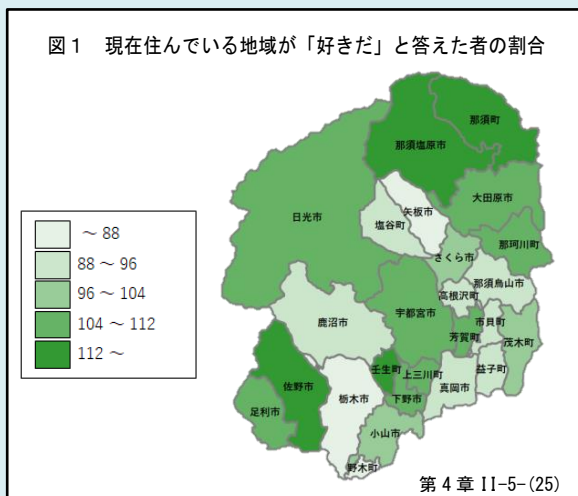 図1 現在住んでいる地域が「好きだ」と答えた者の割合
～ 88
88 ～ 96
96 ～ 104
104 ～ 112
112 ～
那須町
那須塩原市
大田原市
日光市
矢板市
塩谷町
那珂川町
さくら市
那須烏山市
高根沢町
宇都宮市
市貝町
鹿沼市
芳賀町
茂木町
壬生町
上三川町
益子町
佐野市
真岡市
下野市
栃木市
足利市
小山市
野木町
第4章 II-5-(25)